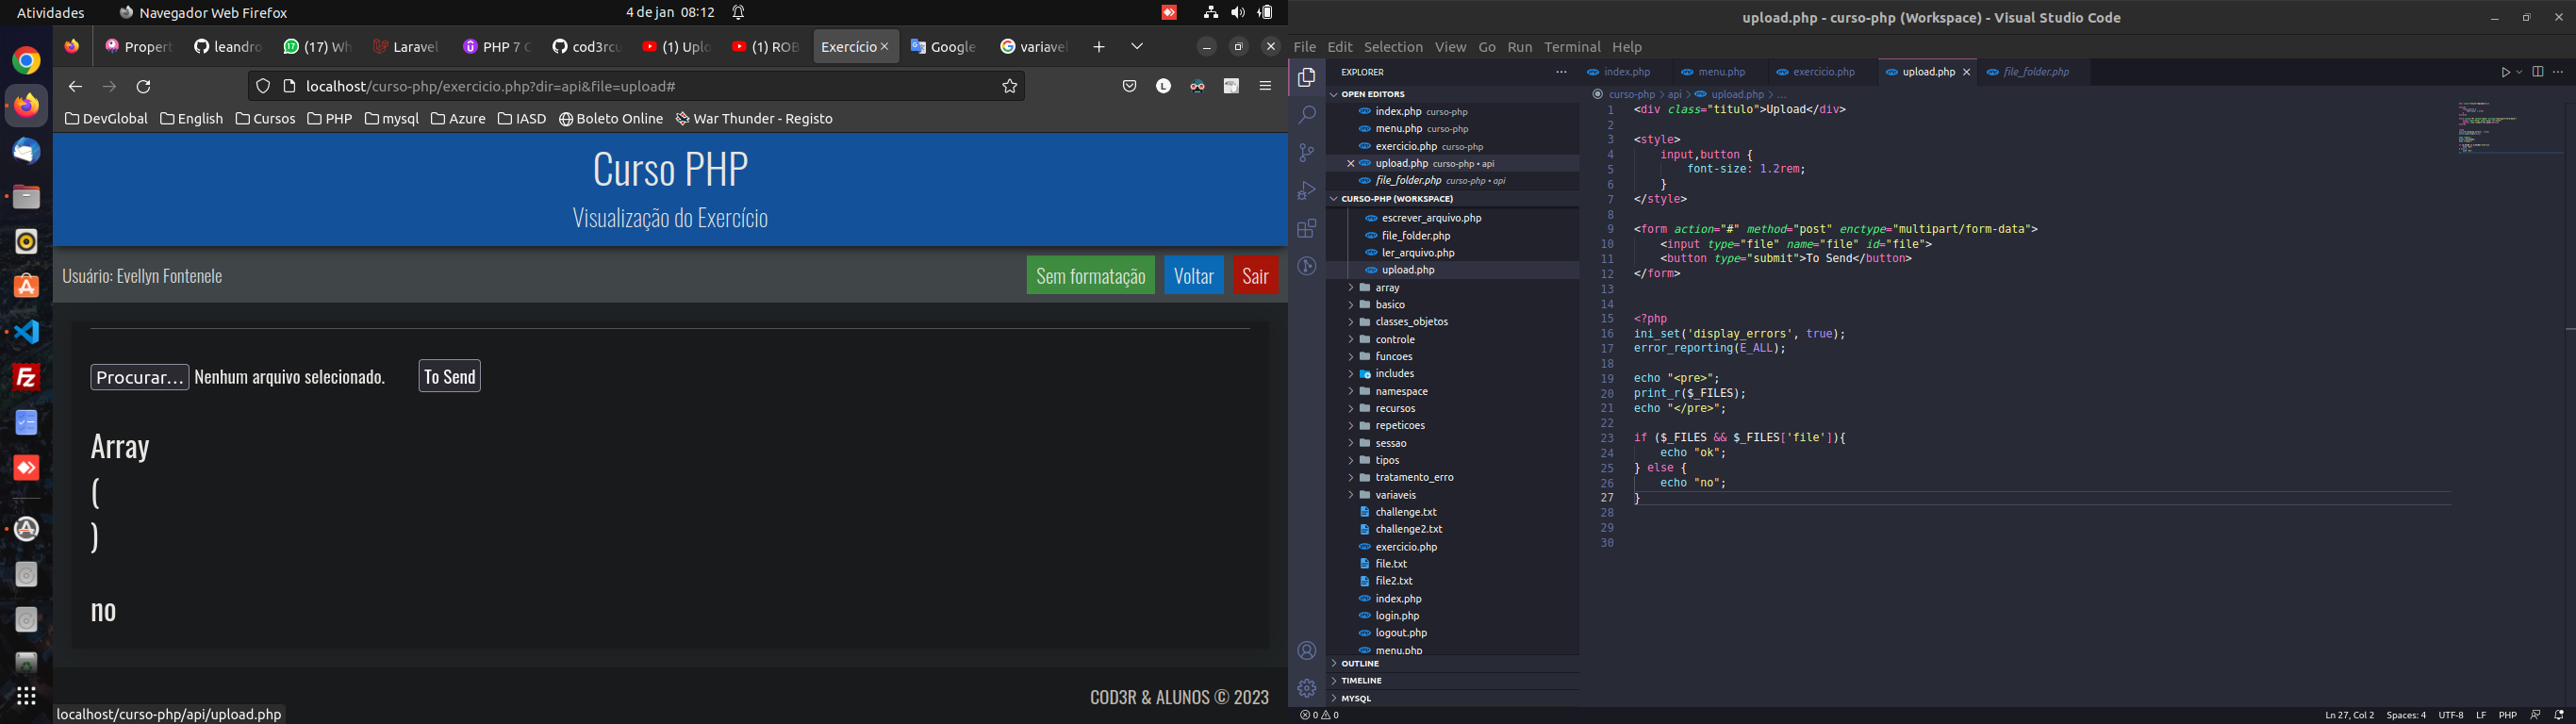 Atividades
Navegador Web Firefox
4 de jan 08:12
Propert
leandro
(17) Wh
Laravel
PHP 7 C
cod3rcu
(1) Uplo
(1) ROB
Exercício
Google
variavel
localhost/curso-php/exercicio.php?dir=api&file=upload#
DevGlobal
English
Cursos
PHP
mysql
Azure
IASD
Boleto Online
War Thunder - Registo
Curso PHP
Visualização do Exercício
Usuário: Evellyn Fontenele
Sem formatação
Voltar
Sair
Procurar...
Nenhum arquivo selecionado.
To Send
Array
(
)
no
COD3R & ALUNOS © 2023
localhost/curso-php/api/upload.php
upload.php - curso-php (Workspace) - Visual Studio Code
File Edit Selection View Go Run Terminal Help
EXPLORER
OPEN EDITORS
index.php curso-php
menu.php curso-php
exercicio.php curso-php
upload.php curso-php • api
file_folder.php curso-php • api
CURSO-PHP (WORKSPACE)
escrever_arquivo.php
file_folder.php
ler_arquivo.php
upload.php
array
basico
classes_objetos
controle
funcoes
includes
namespace
recursos
repeticoes
sessao
tipos
tratamento_erro
variaveis
challenge.txt
challenge2.txt
exercicio.php
file.txt
file2.txt
index.php
login.php
logout.php
menu.php
OUTLINE
TIMELINE
MYSQL
index.php
menu.php
exercicio.php
upload.php
file_folder.php
curso-php > api > upload.php > ...
1 <div class="titulo">Upload</div>
2
3 <style>
4 input,button {
5 font-size: 1.2rem;
6 }
7 </style>
8
9 <form action="#" method="post" enctype="multipart/form-data">
10 <input type="file" name="file" id="file">
11 <button type="submit">To Send</button>
12 </form>
13
14
15 <?php
16 ini_set('display_errors', true);
17 error_reporting(E_ALL);
18
19 echo "<pre>";
20 print_r($_FILES);
21 echo "</pre>";
22
23 if ($_FILES && $_FILES['file']){
24 echo "ok";
25 } else {
26 echo "no";
27 }
28
29
30
0 0
Ln 27, Col 2
Spaces: 4
UTF-8
LF
PHP